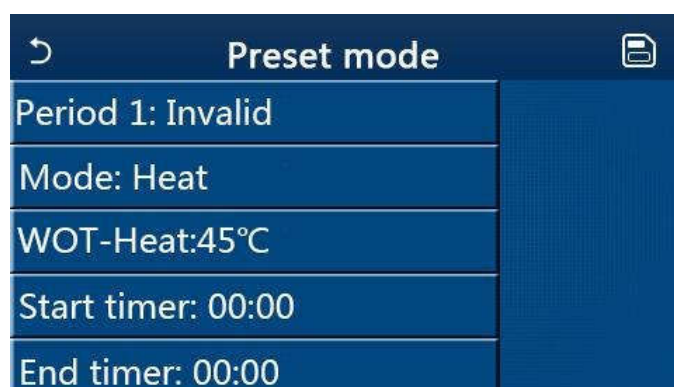 Preset mode
Period 1: Invalid
Mode: Heat
WOT-Heat:45℃
Start timer: 00:00
End timer: 00:00